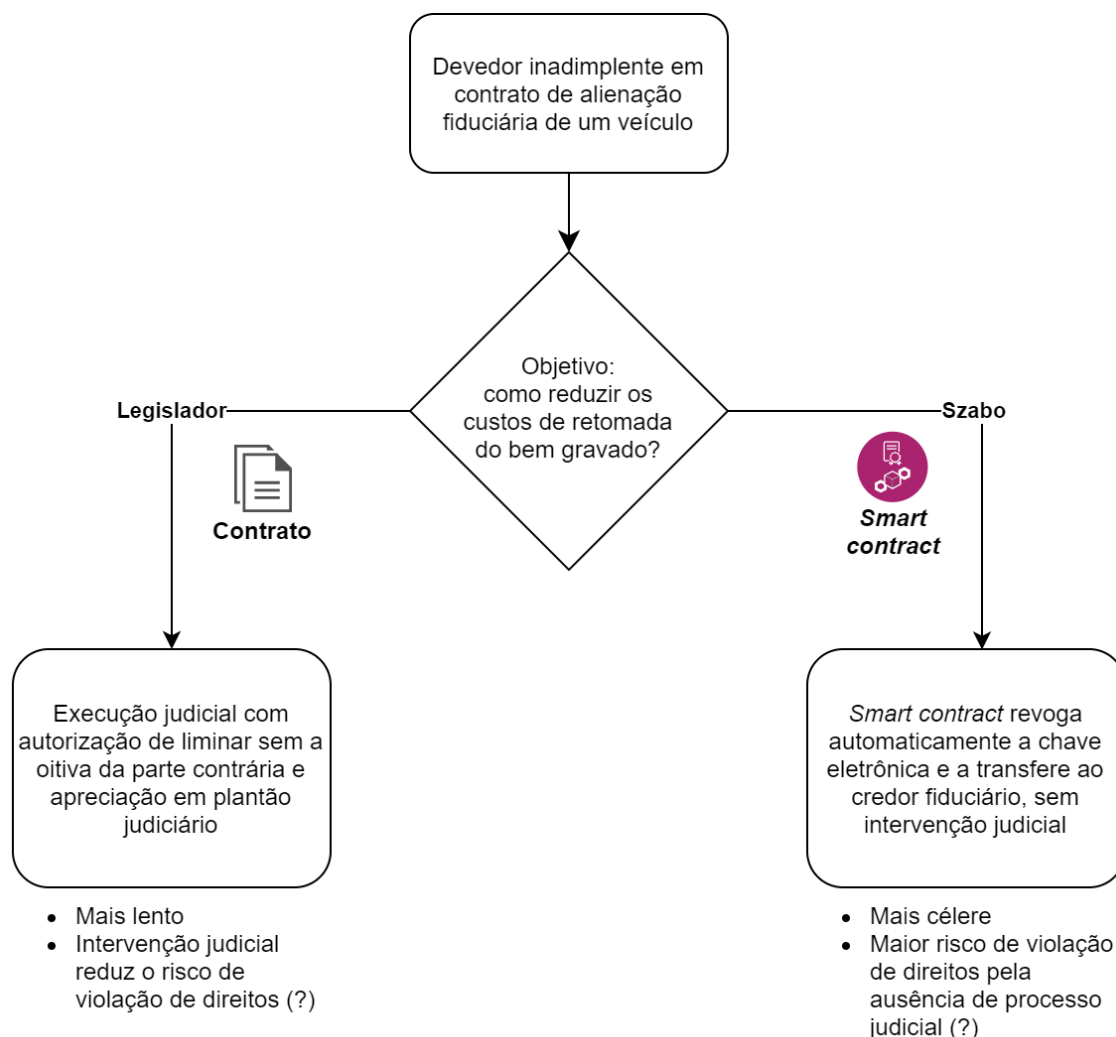 Devedor inadimplente em
contrato de alienação
fiduciária de um veículo
Objetivo:
como reduzir os
custos de retomada
do bem gravado?
Legislador
Contrato
Szabo
Smart
contract
Execução judicial com
autorização de liminar sem a
oitiva da parte contrária e
apreciação em plantão
judiciário
• Mais lento
• Intervenção judicial
reduz o risco de
violação de direitos (?)
Smart contract revoga
automaticamente a chave
eletrônica e a transfere ao
credor fiduciário, sem
intervenção judicial
• Mais célere
• Maior risco de violação
de direitos pela
ausência de processo
judicial (?)